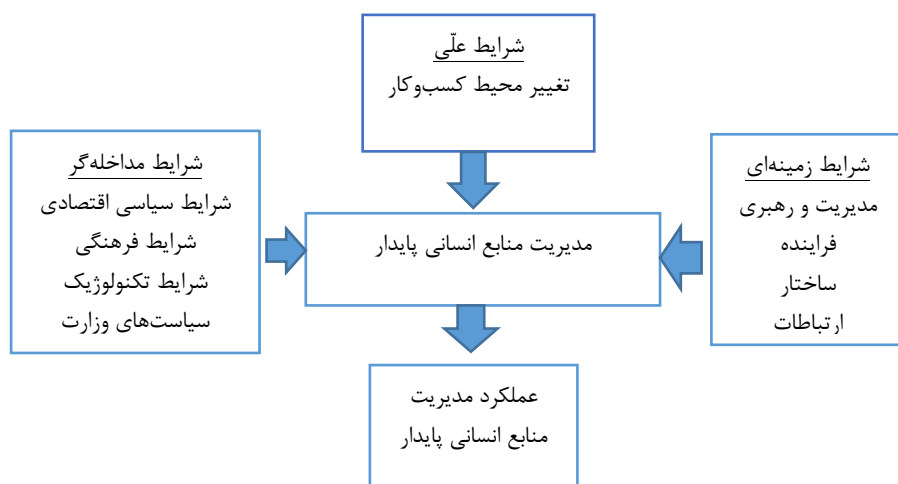 شرایط علّی
تغییر محیط کسب‌وکار
شرایط زمینه‌ای
مدیریت و رهبری
فراینده
ساختار
ارتباطات
مدیریت منابع انسانی پایدار
شرایط مداخله‌گر
شرایط سیاسی اقتصادی
شرایط فرهنگی
شرایط تکنولوژیک
سیاست‌های وزارت
عملکرد مدیریت
منابع انسانی پایدار